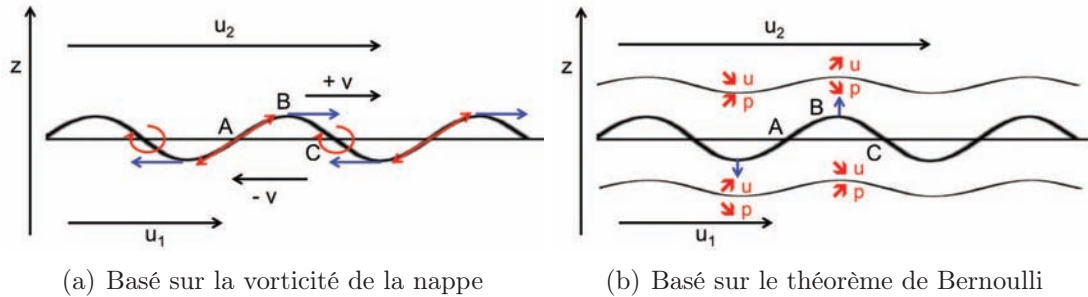 u2
z
B
+ v
A
C
- v
u1
(a) Basé sur la vorticité de la nappe
u2
z
u
u
p
p
B
A
C
u
u
p
p
u1
(b) Basé sur le théorème de Bernoulli